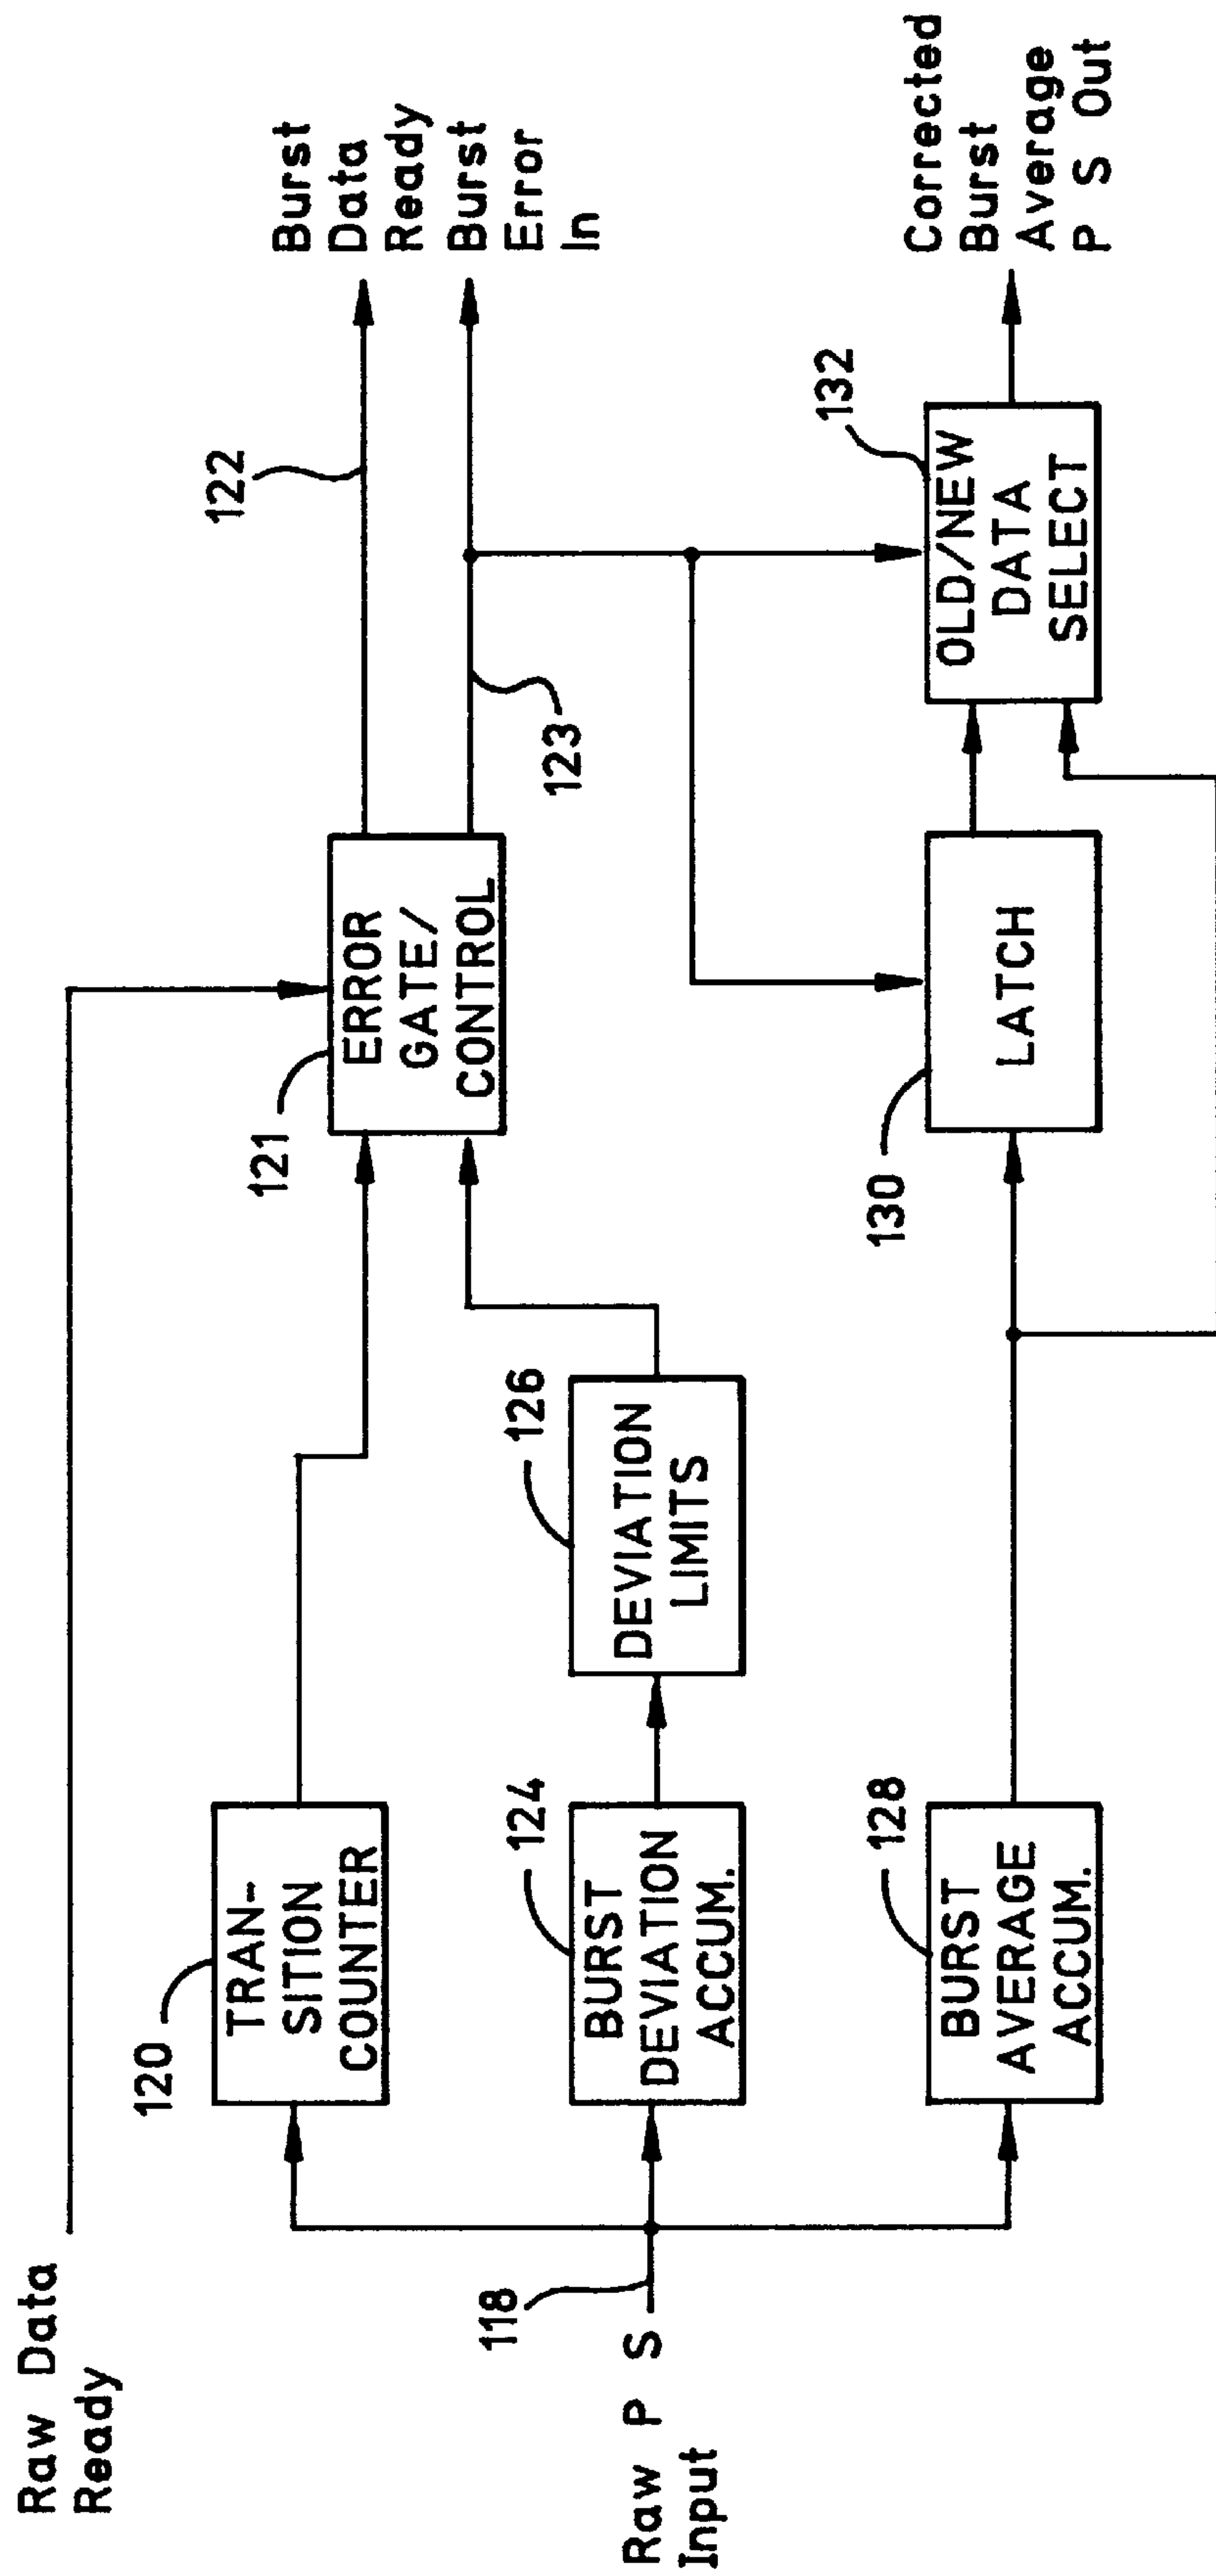 Raw Data
Ready
Raw P S
Input
118
120
TRAN-
SITION
COUNTER
124
BURST
DEVIATION
ACCUM.
128
BURST
AVERAGE
ACCUM.
126
DEVIATION
LIMITS
121
ERROR
GATE/
CONTROL
130
LATCH
122
123
132
OLD/NEW
DATA
SELECT
Burst
Data
Ready
Burst
Error
In
Corrected
Burst
Average
P S Out